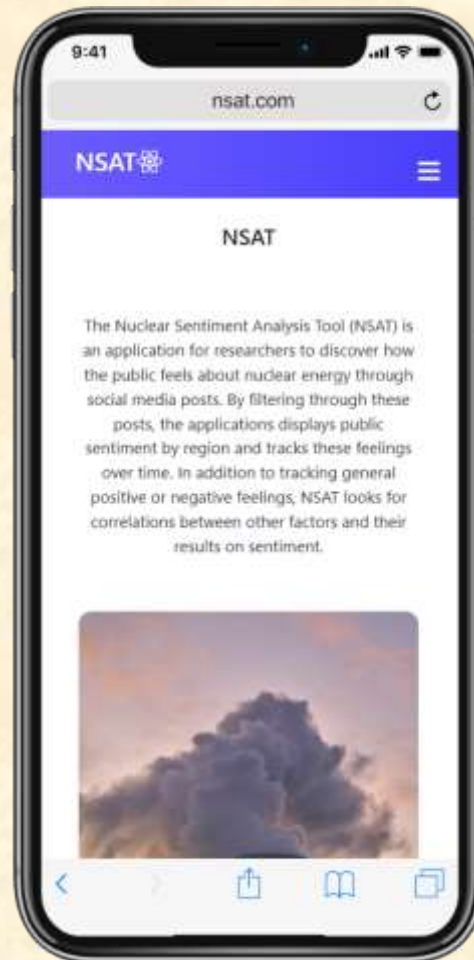 9:41
nsat.com
NSAT
NSAT
The Nuclear Sentiment Analysis Tool (NSAT) is
an application for researchers to discover how
the public feels about nuclear energy through
social media posts. By filtering through these
posts, the applications displays public
sentiment by region and tracks these feelings
over time. In addition to tracking general
positive or negative feelings, NSAT looks for
correlations between other factors and their
results on sentiment.